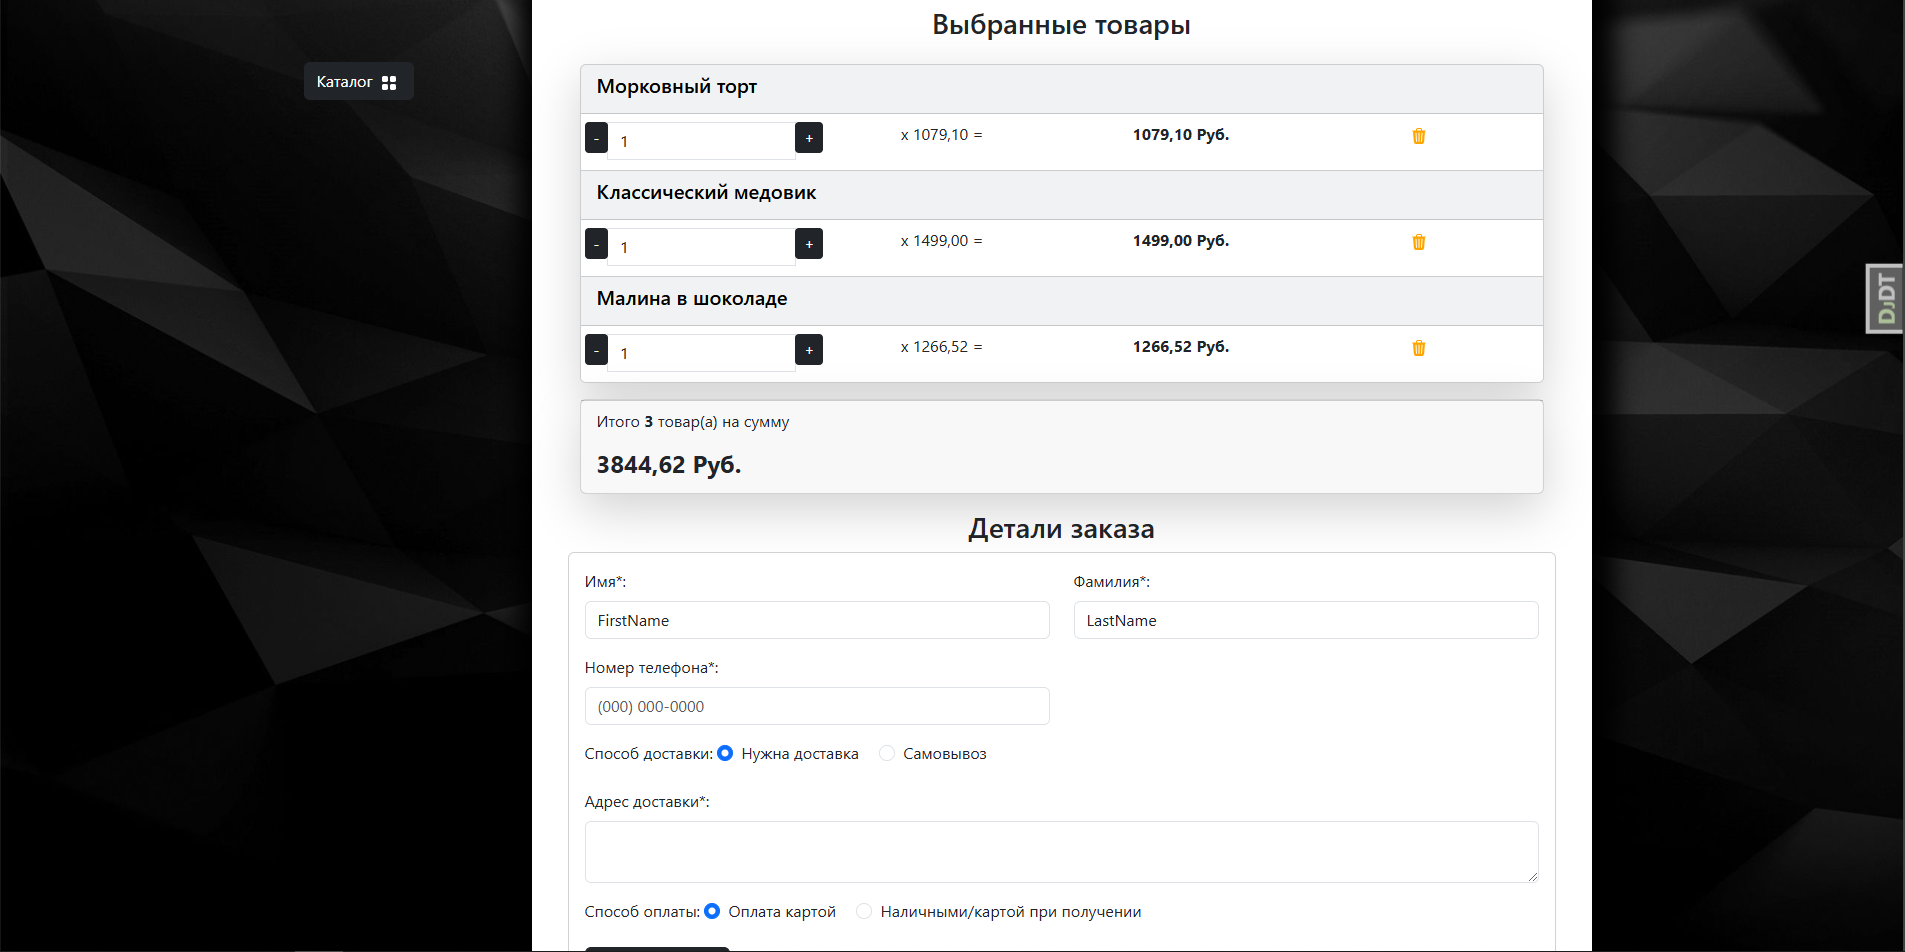 Выбранные товары
Каталог
Морковный торт
- 1 + x 1079,10 = 1079,10 Руб.
Классический медовик
- 1 + x 1499,00 = 1499,00 Руб.
Малина в шоколаде
- 1 + x 1266,52 = 1266,52 Руб.
DJDT
Итого 3 товар(а) на сумму
3844,62 Руб.
Детали заказа
Имя*: Фамилия*:
FirstName LastName
Номер телефона*:
(000) 000-0000
Способ доставки: Нужна доставка Самовывоз
Адрес доставки*:
Способ оплаты: Оплата картой Наличными/картой при получении